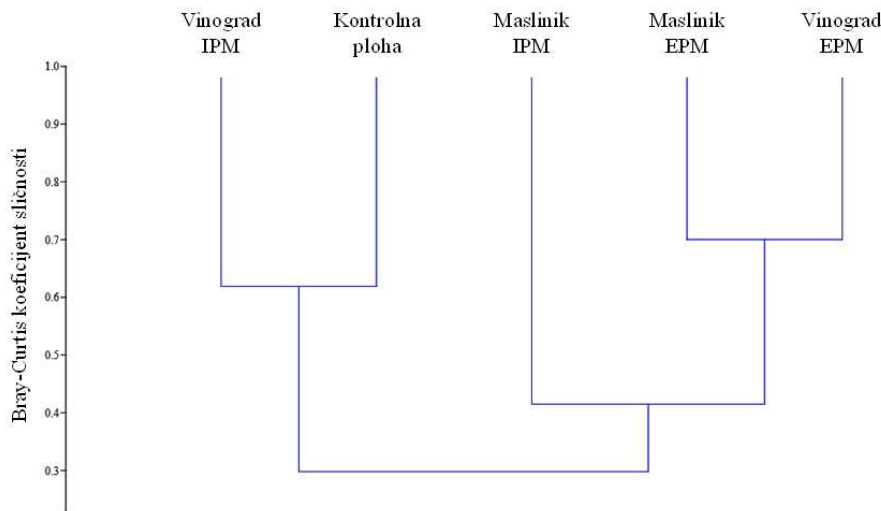 Vinograd
IPM
Kontrolna
ploha
Maslinik
IPM
Maslinik
EPM
Vinograd
EPM
Bray-Curtis koeficijent sličnosti
1.0
0.9
0.8
0.7
0.6
0.5
0.4
0.3